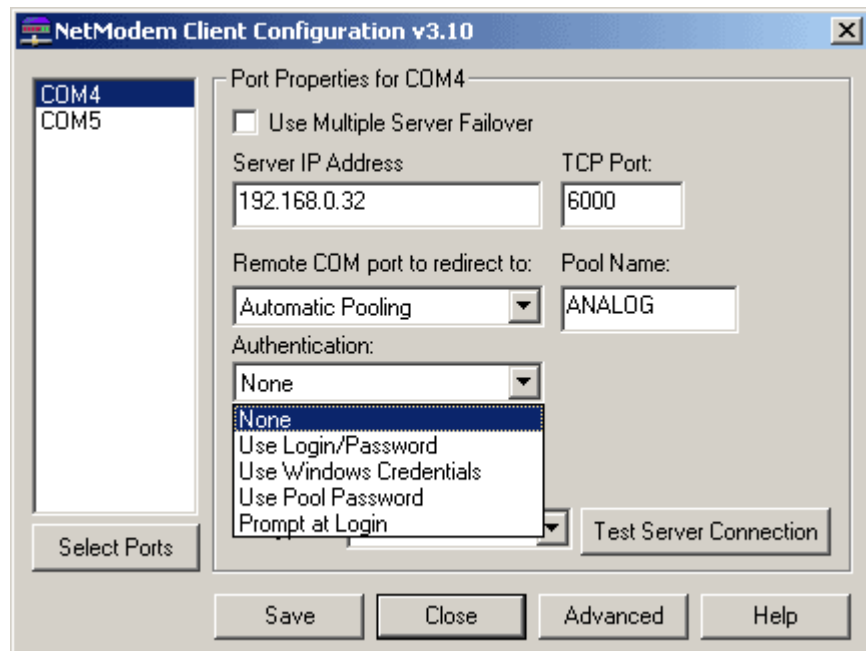 NetModem Client Configuration v3.10
COM4
COM5
Select Ports
Port Properties for COM4
Use Multiple Server Failover
Server IP Address
TCP Port:
192.168.0.32
6000
Remote COM port to redirect to:
Pool Name:
Automatic Pooling
ANALOG
Authentication:
None
None
Use Login/Password
Use Windows Credentials
Use Pool Password
Prompt at Login
Test Server Connection
Save
Close
Advanced
Help